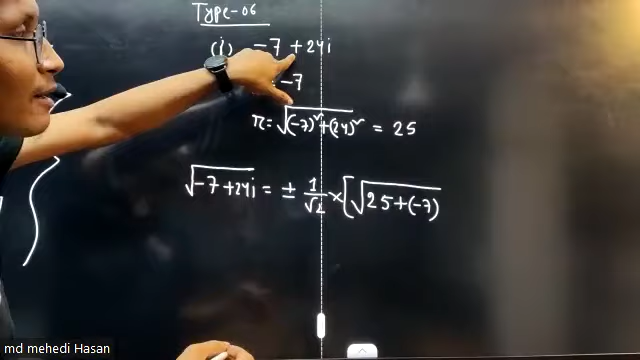 Type-06
(i) -7 + 24i
-7
r = √(-7)² + (24)² = 25
√-7+24i = ± 1/√2 × [√25+(-7)
md mehedi Hasan